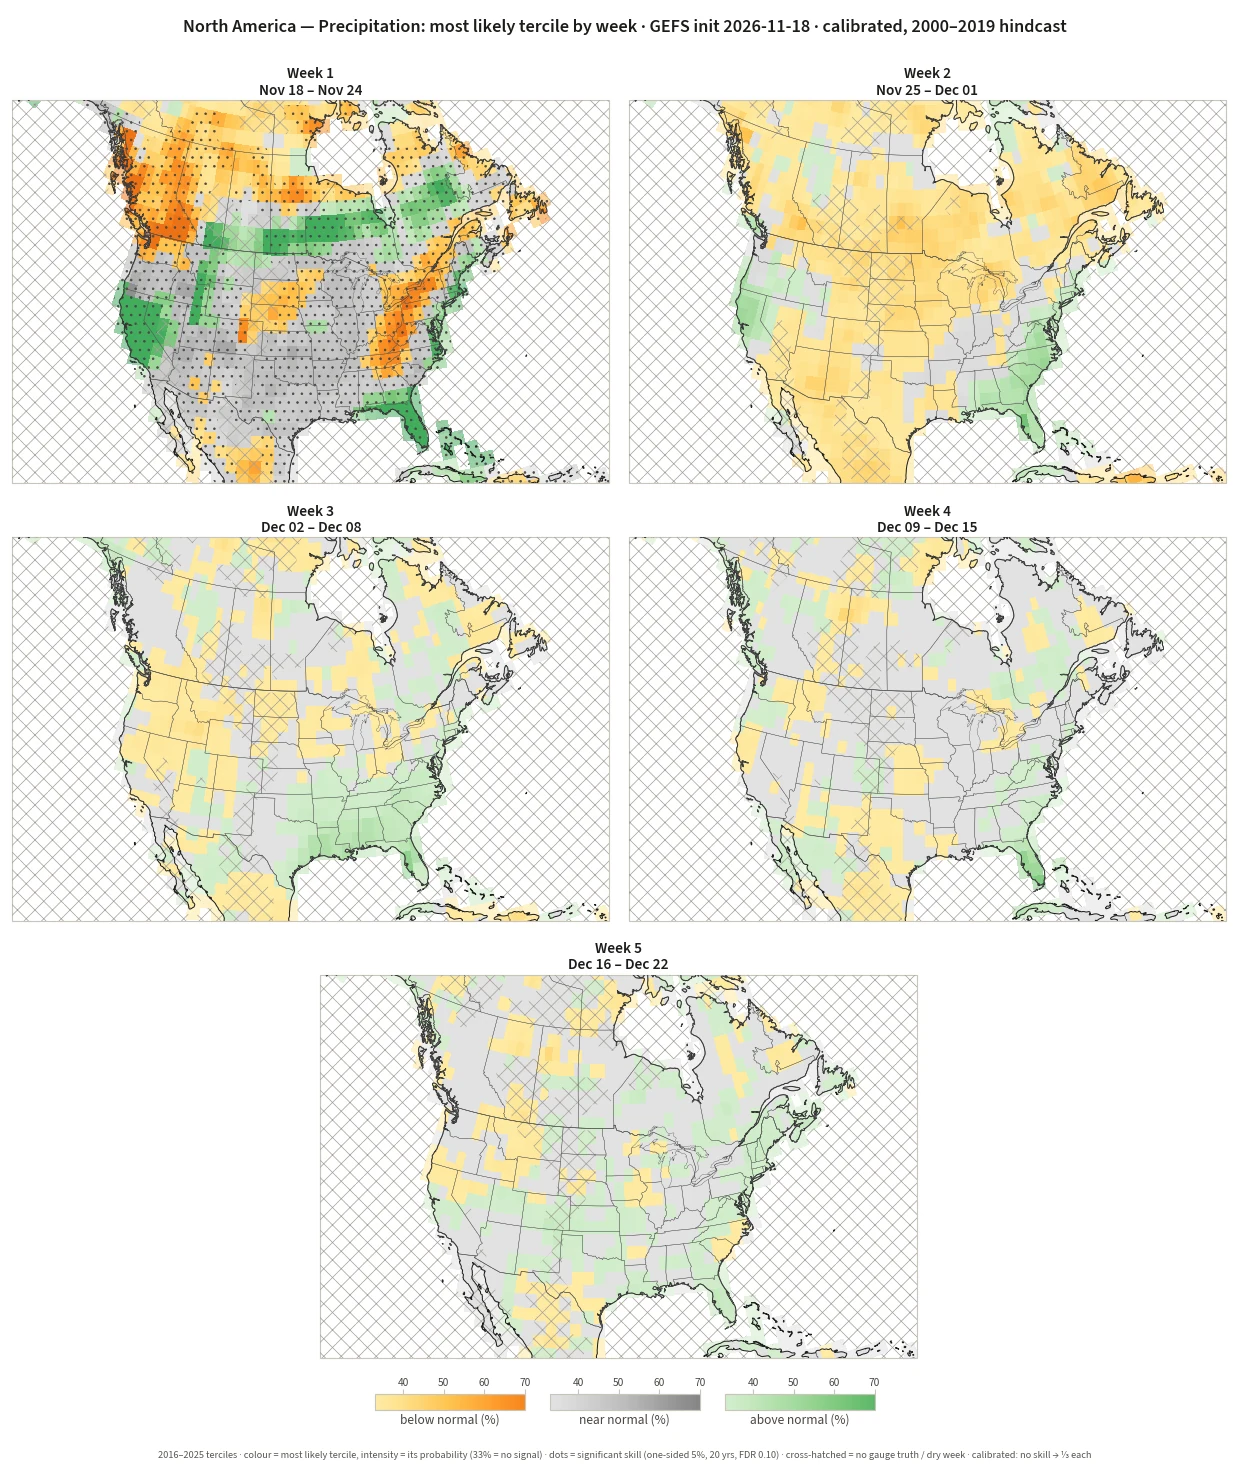 North America — Precipitation: most likely tercile by week · GEFS init 2026-11-18 · calibrated, 2000–2019 hindcast
Week 1
Nov 18 – Nov 24
Week 2
Nov 25 – Dec 01
Week 3
Dec 02 – Dec 08
Week 4
Dec 09 – Dec 15
Week 5
Dec 16 – Dec 22
40 50 60 70
below normal (%)
40 50 60 70
near normal (%)
40 50 60 70
above normal (%)
2016–2025 terciles · colour = most likely tercile, intensity = its probability (33% = no signal) · dots = significant skill (one-sided 5%, 20 yrs, FDR 0.10) · cross-hatched = no gauge truth / dry week · calibrated: no skill → ⅓ each